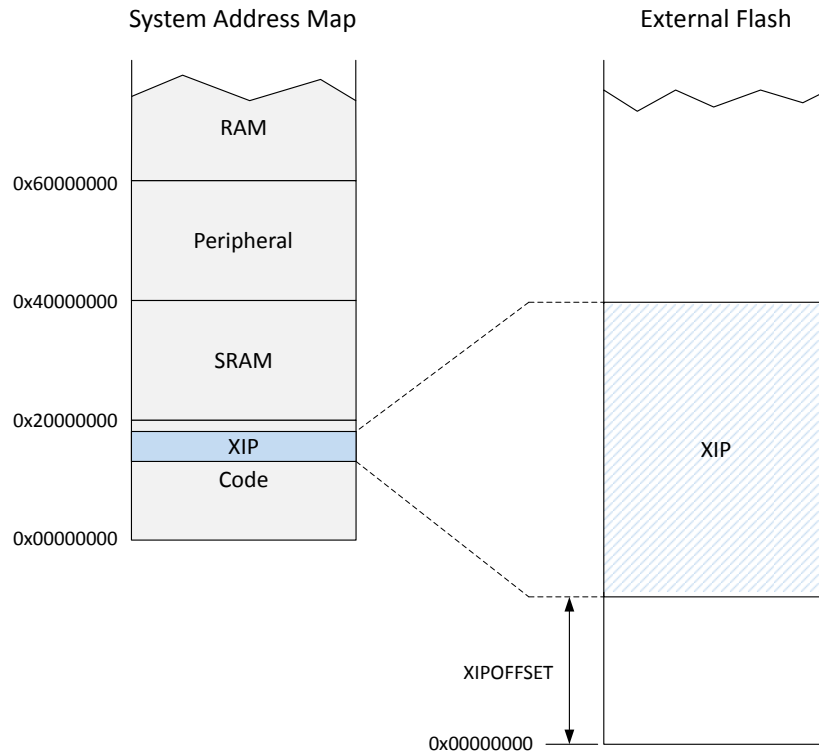 System Address Map
External Flash
RAM
0x60000000
Peripheral
0x40000000
SRAM
0x20000000
XIP
Code
0x00000000
XIP
XIPOFFSET
0x00000000